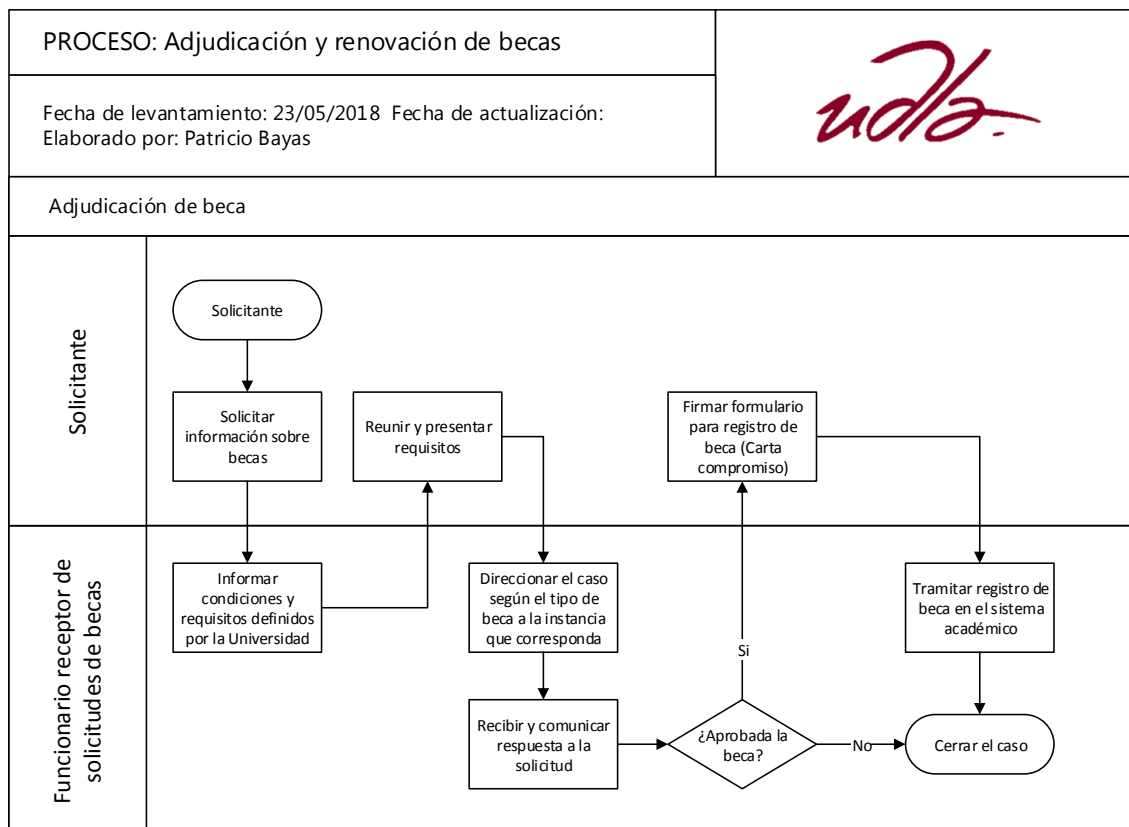 PROCESO: Adjudicación y renovación de becas
udla.
Fecha de levantamiento: 23/05/2018 Fecha de actualización:
Elaborado por: Patricio Bayas
Adjudicación de beca
Solicitante
Solicitante
Solicitar
información sobre
becas
Reunir y presentar
requisitos
Firmar formulario
para registro de
beca (Carta
compromiso)
Funcionario receptor de
solicitudes de becas
Informar
condiciones y
requisitos definidos
por la Universidad
Direccionar el caso
según el tipo de
beca a la instancia
que corresponda
Tramitar registro de
beca en el sistema
académico
Si
Recibir y comunicar
respuesta a la
solicitud
¿Aprobada la
beca?
No
Cerrar el caso